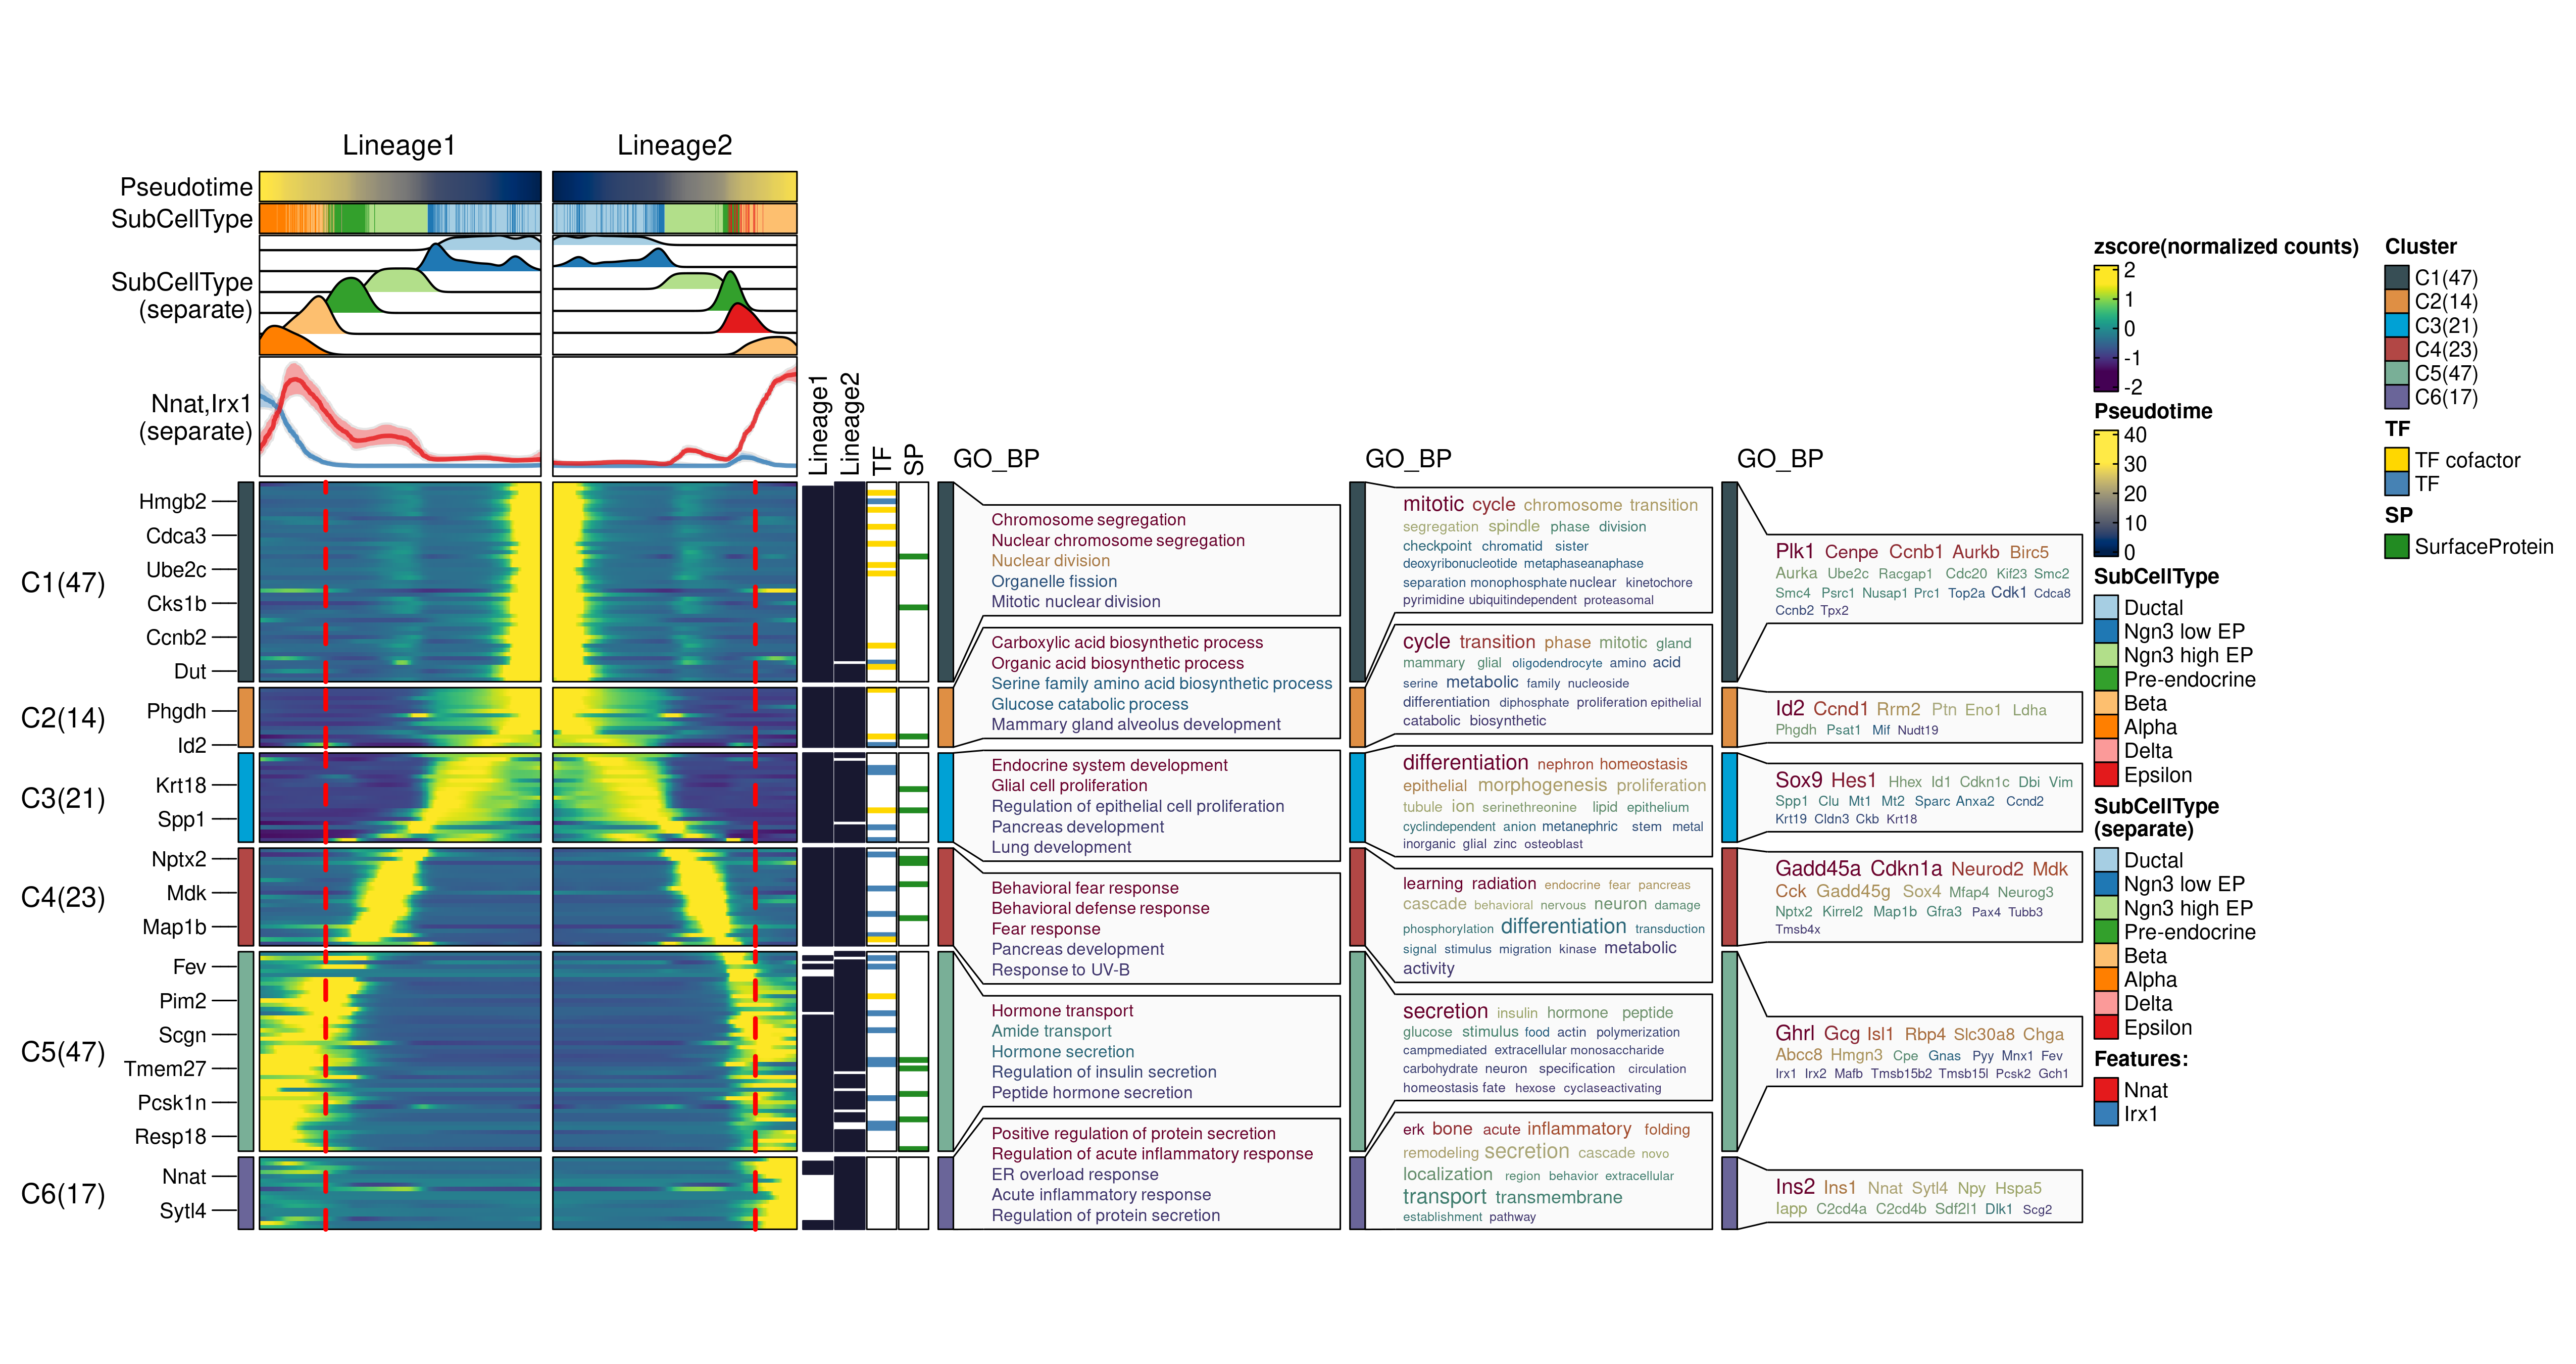 Lineage1
Lineage2
Pseudotime
SubCellType
SubCellType
(separate)
Nnat,Irx1
(separate)
Lineage1
Lineage2
TF
SP
GO_BP
GO_BP
GO_BP
C1(47)
Hmgb2
Cdca3
Ube2c
Cks1b
Ccnb2
Dut
C2(14)
Phgdh
Id2
C3(21)
Krt18
Spp1
C4(23)
Nptx2
Mdk
Map1b
C5(47)
Fev
Pim2
Scgn
Tmem27
Pcsk1n
Resp18
C6(17)
Nnat
Sytl4
Chromosome segregation
Nuclear chromosome segregation
Nuclear division
Organelle fission
Mitotic nuclear division
Carboxylic acid biosynthetic process
Organic acid biosynthetic process
Serine family amino acid biosynthetic process
Glucose catabolic process
Mammary gland alveolus development
Endocrine system development
Glial cell proliferation
Regulation of epithelial cell proliferation
Pancreas development
Lung development
Behavioral fear response
Behavioral defense response
Fear response
Pancreas development
Response to UV-B
Hormone transport
Amide transport
Hormone secretion
Regulation of insulin secretion
Peptide hormone secretion
Positive regulation of protein secretion
Regulation of acute inflammatory response
ER overload response
Acute inflammatory response
Regulation of protein secretion
mitotic cycle chromosome transition
segregation spindle phase division
checkpoint chromatid sister
deoxyribonucleotide metaphaseanaphase
separation monophosphate nuclear kinetochore
pyrimidine ubiquitindependent proteasomal
cycle transition phase mitotic gland
mammary glial oligodendrocyte amino acid
serine metabolic family nucleoside
differentiation diphosphate proliferation epithelial
catabolic biosynthetic
differentiation nephron homeostasis
epithelial morphogenesis proliferation
tubule ion serinethreonine lipid epithelium
cyclindependent anion metanephric stem metal
inorganic glial zinc osteoblast
learning radiation endocrine fear pancreas
cascade behavioral nervous neuron damage
phosphorylation differentiation transduction
signal stimulus migration kinase metabolic
activity
secretion insulin hormone peptide
glucose stimulus food actin polymerization
campmediated extracellular monosaccharide
carbohydrate neuron specification circulation
homeostasis fate hexose cyclaseactivating
erk bone acute inflammatory folding
remodeling secretion cascade novo
localization region behavior extracellular
transport transmembrane
establishment pathway
Plk1 Cenpe Ccnb1 Aurkb Birc5
Aurka Ube2c Racgap1 Cdc20 Kif23 Smc2
Smc4 Psrc1 Nusap1 Prc1 Top2a Cdk1 Cdca8
Ccnb2 Tpx2
Id2 Ccnd1 Rrm2 Ptn Eno1 Ldha
Phgdh Psat1 Mif Nudt19
Sox9 Hes1 Hhex Id1 Cdkn1c Dbi Vim
Spp1 Clu Mt1 Mt2 Sparc Anxa2 Ccnd2
Krt19 Cldn3 Ckb Krt18
Gadd45a Cdkn1a Neurod2 Mdk
Cck Gadd45g Sox4 Mfap4 Neurog3
Nptx2 Kirrel2 Map1b Gfra3 Pax4 Tubb3
Tmsb4x
Ghrl Gcg Isl1 Rbp4 Slc30a8 Chga
Abcc8 Hmgn3 Cpe Gnas Pyy Mnx1 Fev
Irx1 Irx2 Mafb Tmsb15b2 Tmsb15l Pcsk2 Gch1
Ins2 Ins1 Nnat Sytl4 Npy Hspa5
Iapp C2cd4a C2cd4b Sdf2l1 Dlk1 Scg2
zscore(normalized counts)
2
1
0
-1
-2
Pseudotime
40
30
20
10
0
SubCellType
Ductal
Ngn3 low EP
Ngn3 high EP
Pre-endocrine
Beta
Alpha
Delta
Epsilon
SubCellType
(separate)
Ductal
Ngn3 low EP
Ngn3 high EP
Pre-endocrine
Beta
Alpha
Delta
Epsilon
Features:
Nnat
Irx1
Cluster
C1(47)
C2(14)
C3(21)
C4(23)
C5(47)
C6(17)
TF
TF cofactor
TF
SP
SurfaceProtein